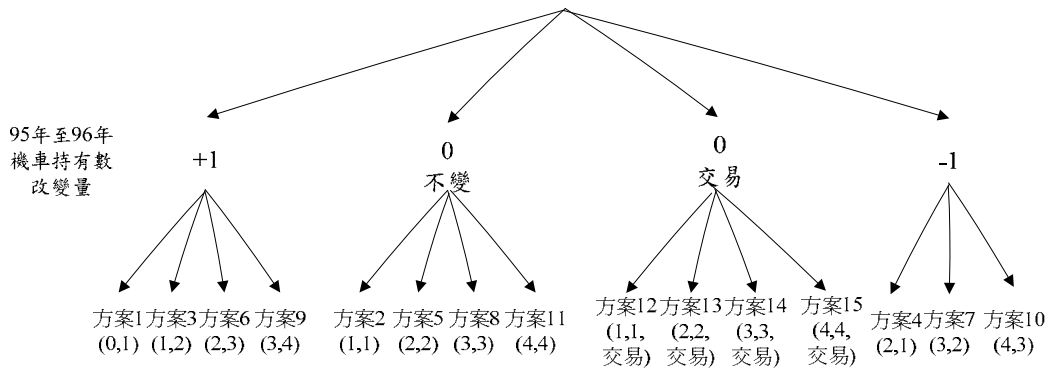 95年至96年
機車持有數
改變量
+1
0
不變
0
交易
-1
方案1 方案3 方案6 方案9
(0,1) (1,2) (2,3) (3,4)
方案2 方案5 方案8 方案11
(1,1) (2,2) (3,3) (4,4)
方案12 方案13 方案14 方案15
(1,1, (2,2, (3,3, (4,4,
交易) 交易) 交易) 交易)
方案4 方案7 方案10
(2,1) (3,2) (4,3)